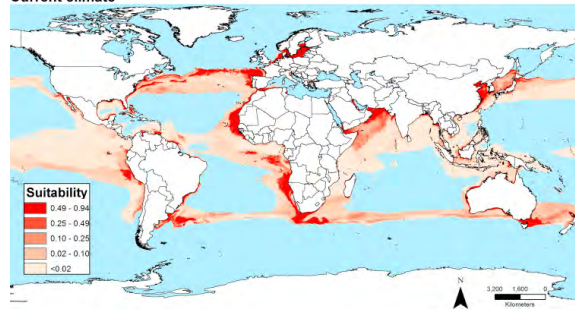 Current climate
Suitability
0.49 - 0.94
0.25 - 0.49
0.10 - 0.25
0.02 - 0.10
<0.02
N
3,200 1,600 0
Kilometers